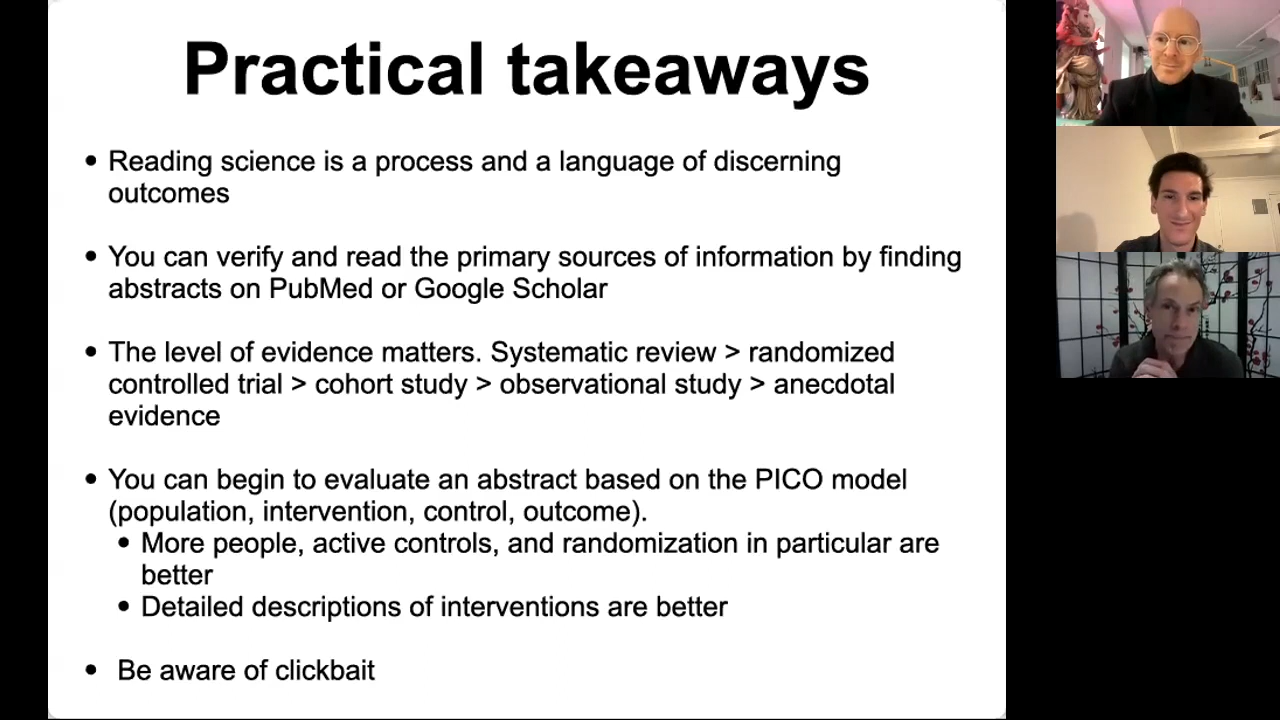 Practical takeaways
• Reading science is a process and a language of discerning
outcomes
• You can verify and read the primary sources of information by finding
abstracts on PubMed or Google Scholar
• The level of evidence matters. Systematic review > randomized
controlled trial > cohort study > observational study > anecdotal
evidence
• You can begin to evaluate an abstract based on the PICO model
(population, intervention, control, outcome).
• More people, active controls, and randomization in particular are
better
• Detailed descriptions of interventions are better
• Be aware of clickbait